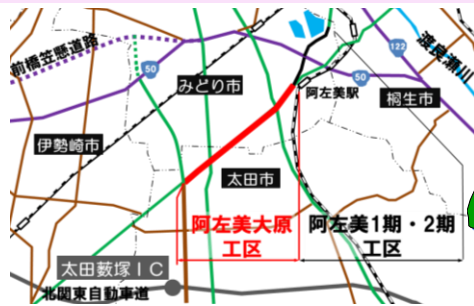 前橋笠懸道路
50
みどり市
122
渡良瀬川
50
阿左美駅
桐生市
伊勢崎市
太田市
阿左美大原
工区
阿左美1期・2期
工区
太田薮塚IC
北関東自動車道